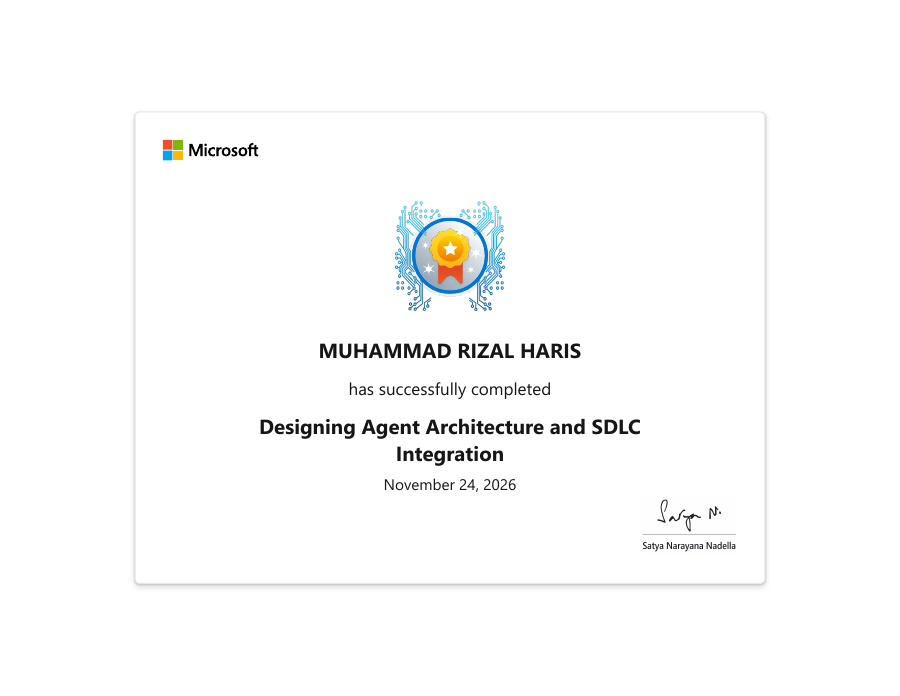 Microsoft
MUHAMMAD RIZAL HARIS
has successfully completed
Designing Agent Architecture and SDLC
Integration
November 24, 2026
Satya N.
Satya Narayana Nadella